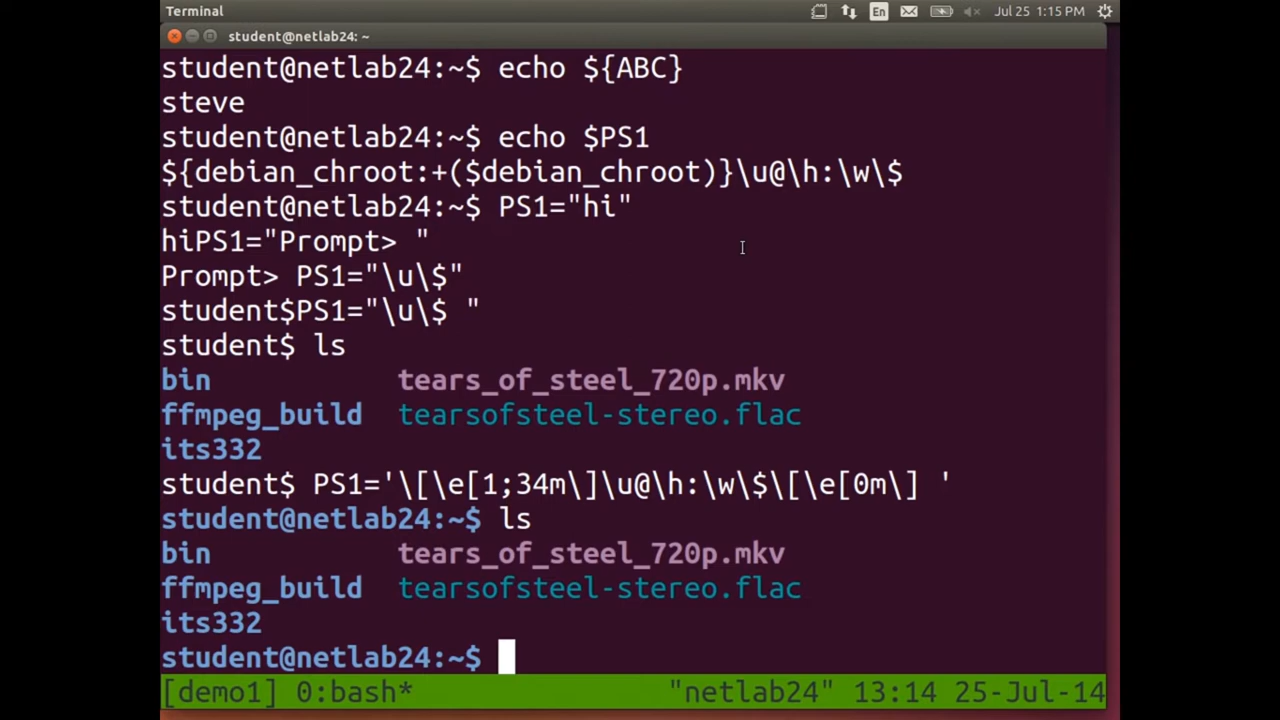 Terminal En Jul 25 1:15 PM
student@netlab24: ~
student@netlab24:~$ echo ${ABC}
steve
student@netlab24:~$ echo $PS1
${debian_chroot:+($debian_chroot)}\u@\h:\w\$
student@netlab24:~$ PS1="hi"
hiPS1="Prompt> "
Prompt> PS1="\u\$"
student$PS1="\u\$ "
student$ ls
bin tears_of_steel_720p.mkv
ffmpeg_build tearsofsteel-stereo.flac
its332
student$ PS1='\[\e[1;34m\]\u@\h:\w\$\[\e[0m\] '
student@netlab24:~$ ls
bin tears_of_steel_720p.mkv
ffmpeg_build tearsofsteel-stereo.flac
its332
student@netlab24:~$
[demo1] 0:bash* "netlab24" 13:14 25-Jul-14